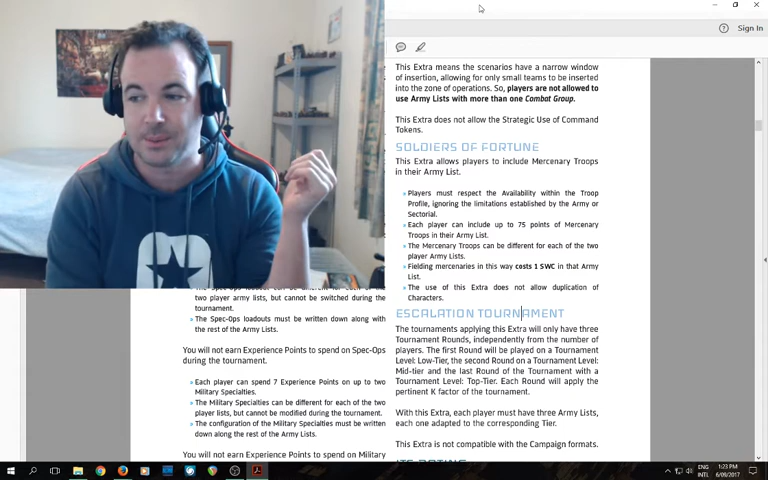 Sign In
This Extra means the scenarios have a narrow window
of insertion, allowing for only small teams to be inserted
into the zone of operations. So, players are not allowed to
use Army Lists with more than one Combat Group.
This Extra does not allow the Strategic Use of Command
Tokens.
SOLDIERS OF FORTUNE
This Extra allows players to include Mercenary Troops
in their Army List.
» Players must respect the Availability within the Troop
Profile, ignoring the limitations established by the Army or
Sectorial.
» Each player can include up to 75 points of Mercenary
Troops in their Army List.
» The Mercenary Troops can be different for each of the two
player Army Lists.
» Fielding mercenaries in this way costs 1 SWC in that Army
List.
» The use of this Extra does not allow duplication of
Characters.
ESCALATION TOURNAMENT
The tournaments applying this Extra will only have three
Tournament Rounds, independently from the number of
players. The first Round will be played on a Tournament
Level: Low-Tier, the second Round on a Tournament Level:
Mid-tier and the last Round of the Tournament with a
Tournament Level: Top-Tier. Each Round will apply the
pertinent K factor of the tournament.
With this Extra, each player must have three Army Lists,
each one adapted to the corresponding Tier.
This Extra is not compatible with the Campaign formats.
two player army lists, but cannot be switched during the
tournament.
» The Spec-Ops loadouts must be written down along with
the rest of the Army Lists.
You will not earn Experience Points to spend on Spec-Ops
during the tournament.
» Each player can spend 7 Experience Points on up to two
Military Specialties.
» The Military Specialties can be different for each of the two
player lists, but cannot be modified during the tournament.
» The configuration of the Military Specialties must be written
down along the rest of the Army Lists.
You will not earn Experience Points to spend on Military
ENG
INTL
1:23 PM
6/09/2017